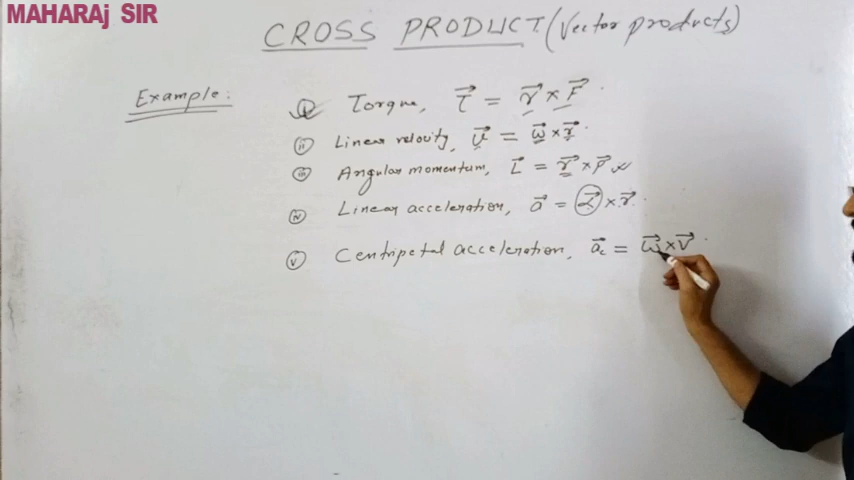 MAHARAj SIR
CROSS PRODUCT (Vector products)
Example:
(i) Torque, τ⃗ = r⃗ × F⃗
(ii) Linear velocity, v⃗ = ω⃗ × r⃗
(iii) Angular momentum, L⃗ = r⃗ × p⃗
(iv) Linear acceleration, a⃗ = α⃗ × r⃗
(v) Centripetal acceleration, a⃗c = ω⃗ × v⃗